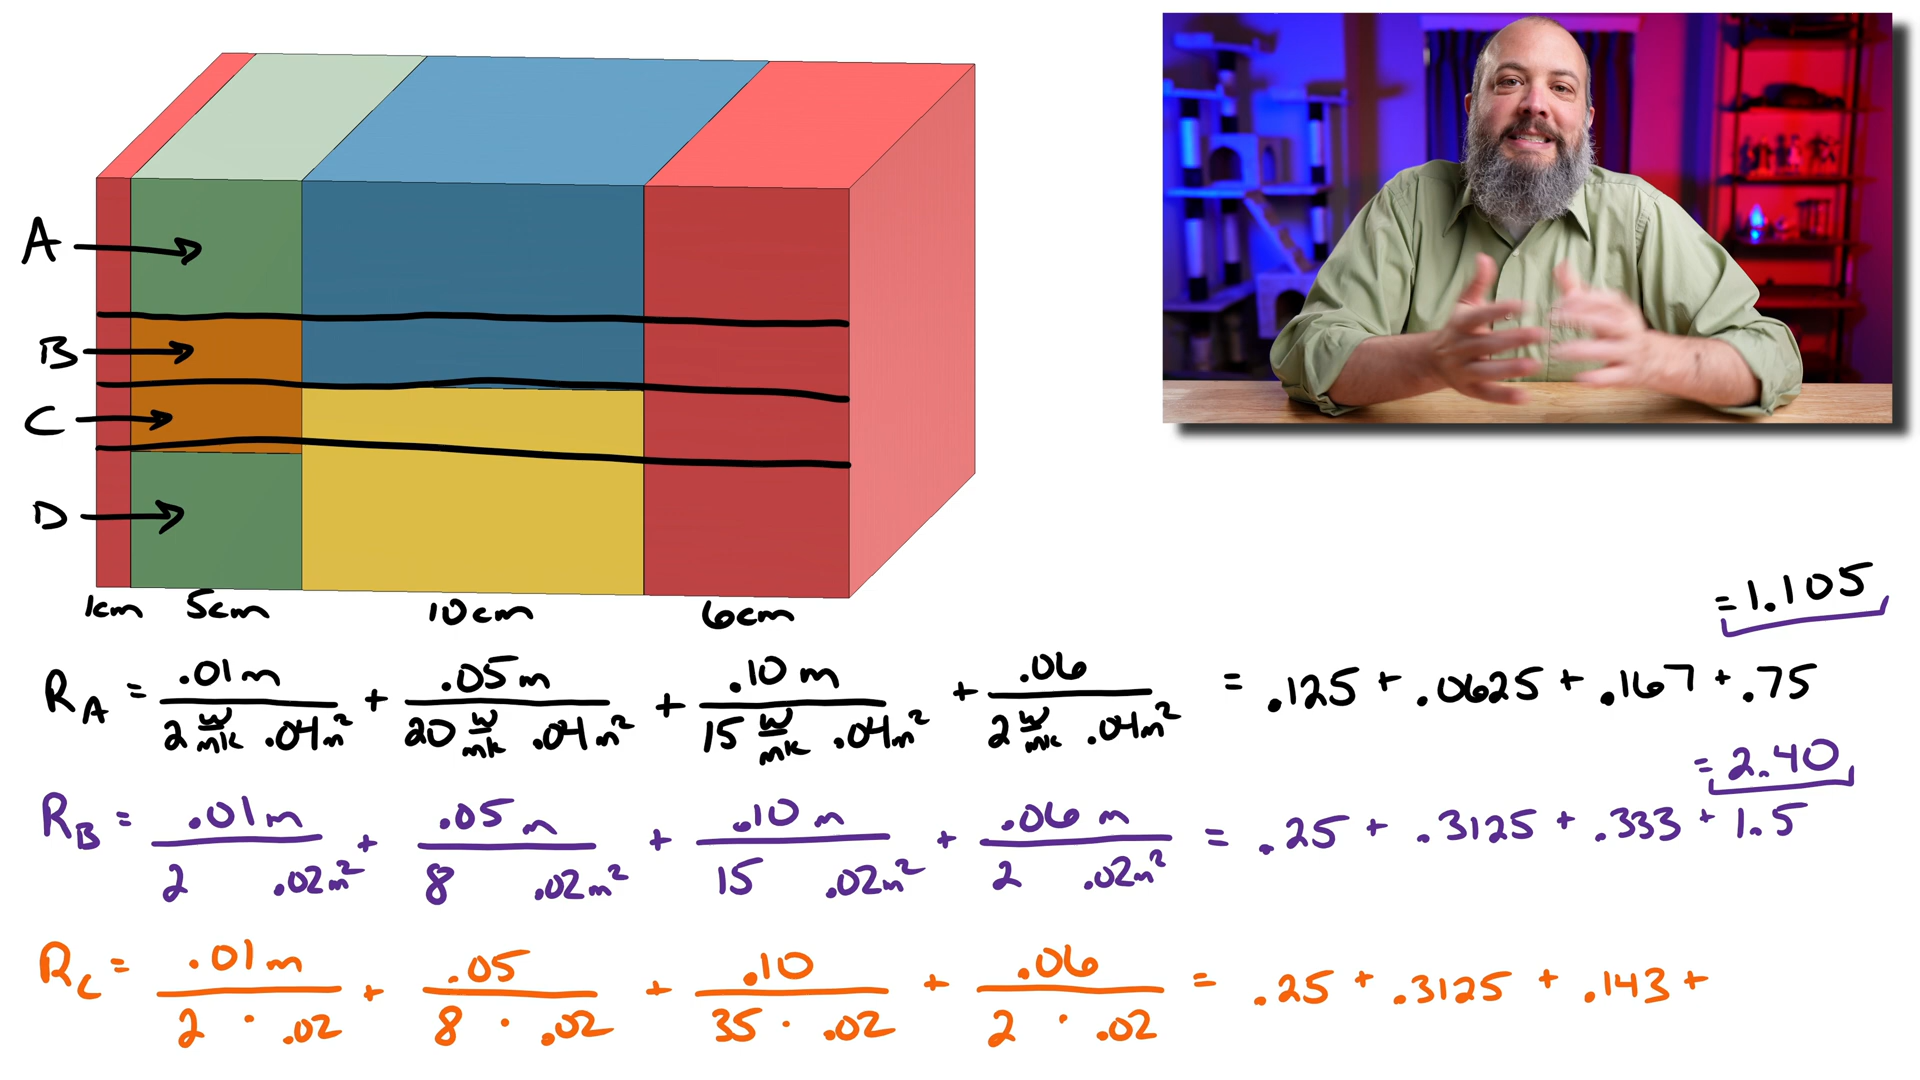 A
B
C
D
1cm 5cm 10cm 6cm
= 1.105
R_A = .01m / (2 W/mk .04m²) + .05m / (20 W/mk .04m²) + .10m / (15 W/mk .04m²) + .06 / (2 W/mk .04m²) = .125 + .0625 + .167 + .75
= 2.40
R_B = .01m / (2 .02m²) + .05m / (8 .02m²) + .10m / (15 .02m²) + .06m / (2 .02m²) = .25 + .3125 + .333 + 1.5
R_C = .01m / (2 · .02) + .05 / (8 · .02) + .10 / (35 · .02) + .06 / (2 · .02) = .25 + .3125 + .143 +